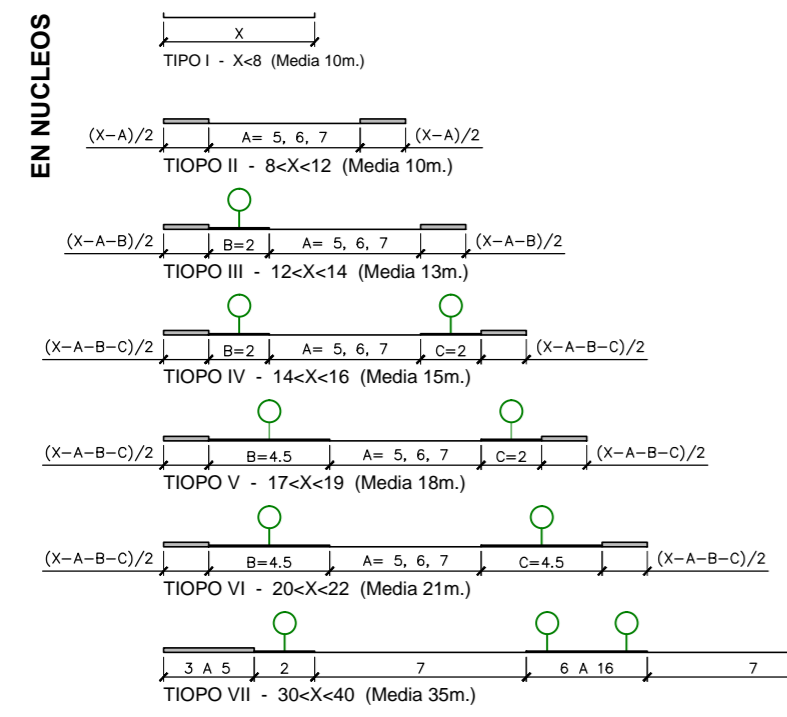 EN NUCLEOS
X
TIPO I - X<8 (Media 10m.)
(X-A)/2 A= 5, 6, 7 (X-A)/2
TIOPO II - 8<X<12 (Media 10m.)
(X-A-B)/2 B=2 A= 5, 6, 7 (X-A-B)/2
TIOPO III - 12<X<14 (Media 13m.)
(X-A-B-C)/2 B=2 A= 5, 6, 7 C=2 (X-A-B-C)/2
TIOPO IV - 14<X<16 (Media 15m.)
(X-A-B-C)/2 B=4.5 A= 5, 6, 7 C=2 (X-A-B-C)/2
TIOPO V - 17<X<19 (Media 18m.)
(X-A-B-C)/2 B=4.5 A= 5, 6, 7 C=4.5 (X-A-B-C)/2
TIOPO VI - 20<X<22 (Media 21m.)
3 A 5 2 7 6 A 16 7
TIOPO VII - 30<X<40 (Media 35m.)